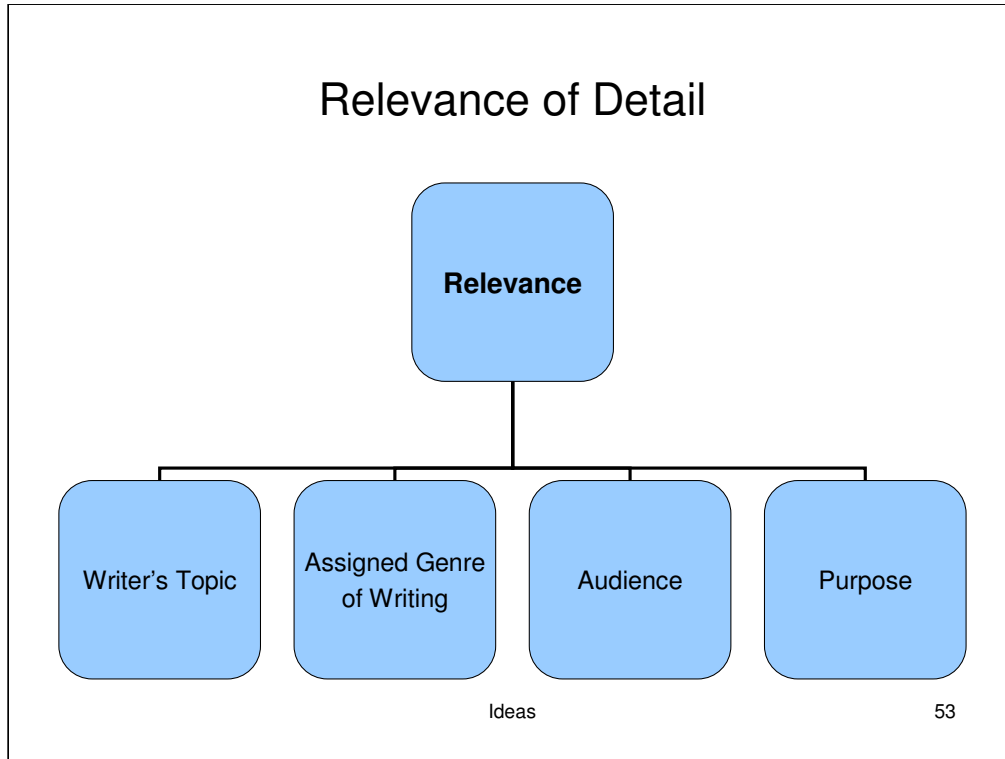 Relevance of Detail
Relevance
Writer’s Topic
Assigned Genre
of Writing
Audience
Purpose
Ideas
53